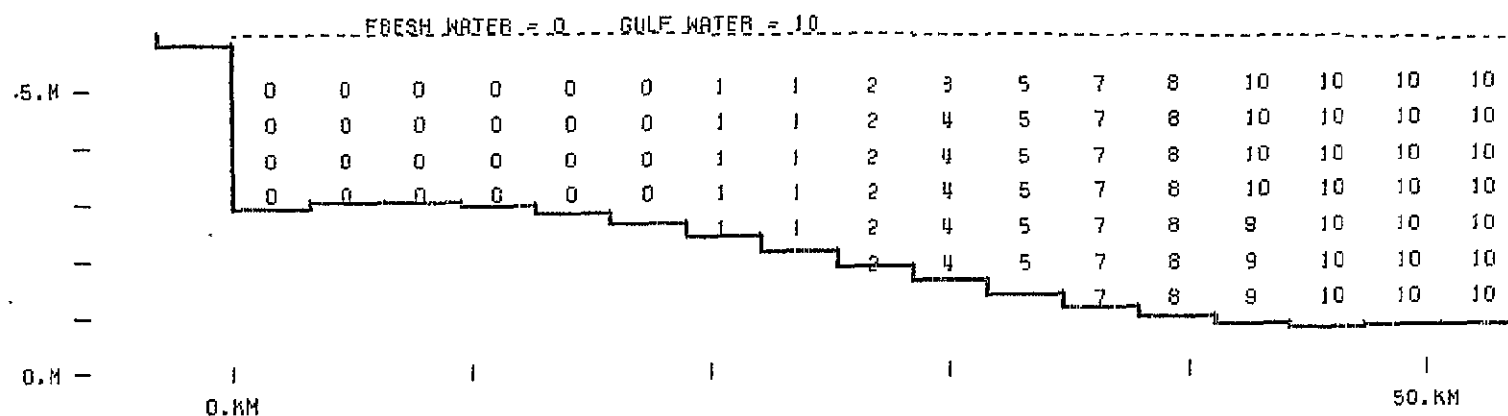 FRESH WATER = 0 GULF WATER = 10
5.M 0 0 0 0 0 0 1 1 2 3 5 7 8 10 10 10 10
0 0 0 0 0 0 1 1 2 4 5 7 8 10 10 10 10
0 0 0 0 0 0 1 1 2 4 5 7 8 10 10 10 10
0 0 0 0 0 0 1 1 2 4 5 7 8 10 10 10 10
1 1 2 4 5 7 8 9 10 10 10
2 4 5 7 8 9 10 10 10
7 8 9 10 10 10
0.M
0.KM 50.KM